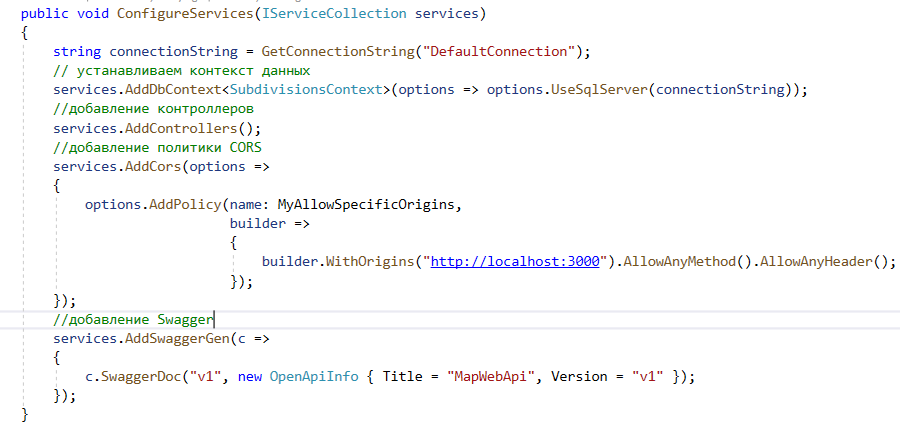 public void ConfigureServices(IServiceCollection services)
{
string connectionString = GetConnectionString("DefaultConnection");
// устанавливаем контекст данных
services.AddDbContext<SubdivisionsContext>(options => options.UseSqlServer(connectionString));
//добавление контроллеров
services.AddControllers();
//добавление политики CORS
services.AddCors(options =>
{
options.AddPolicy(name: MyAllowSpecificOrigins,
builder =>
{
builder.WithOrigins("http://localhost:3000").AllowAnyMethod().AllowAnyHeader();
});
});
//добавление Swagger
services.AddSwaggerGen(c =>
{
c.SwaggerDoc("v1", new OpenApiInfo { Title = "MapWebApi", Version = "v1" });
});
}